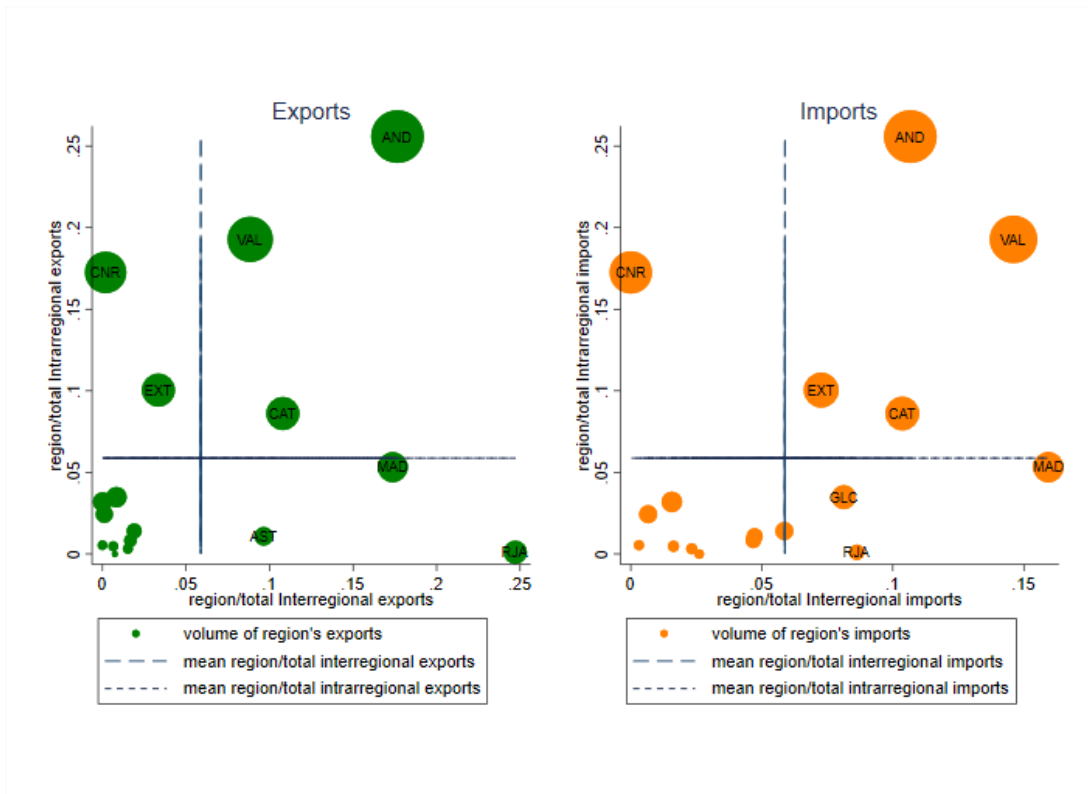 Exports
region/total Intrarregional exports
.25
.2
.15
.1
.05
0
AND
VAL
CNR
EXT
CAT
MAD
AST
RJA
0 .05 .1 .15 .2 .25
region/total Interregional exports
volume of region's exports
mean region/total interregional exports
mean region/total intrarregional exports
Imports
region/total Intrarregional imports
.25
.2
.15
.1
.05
0
AND
VAL
CNR
EXT
CAT
MAD
GLC
RJA
0 .05 .1 .15
region/total Interregional imports
volume of region's imports
mean region/total interregional imports
mean region/total intrarregional imports